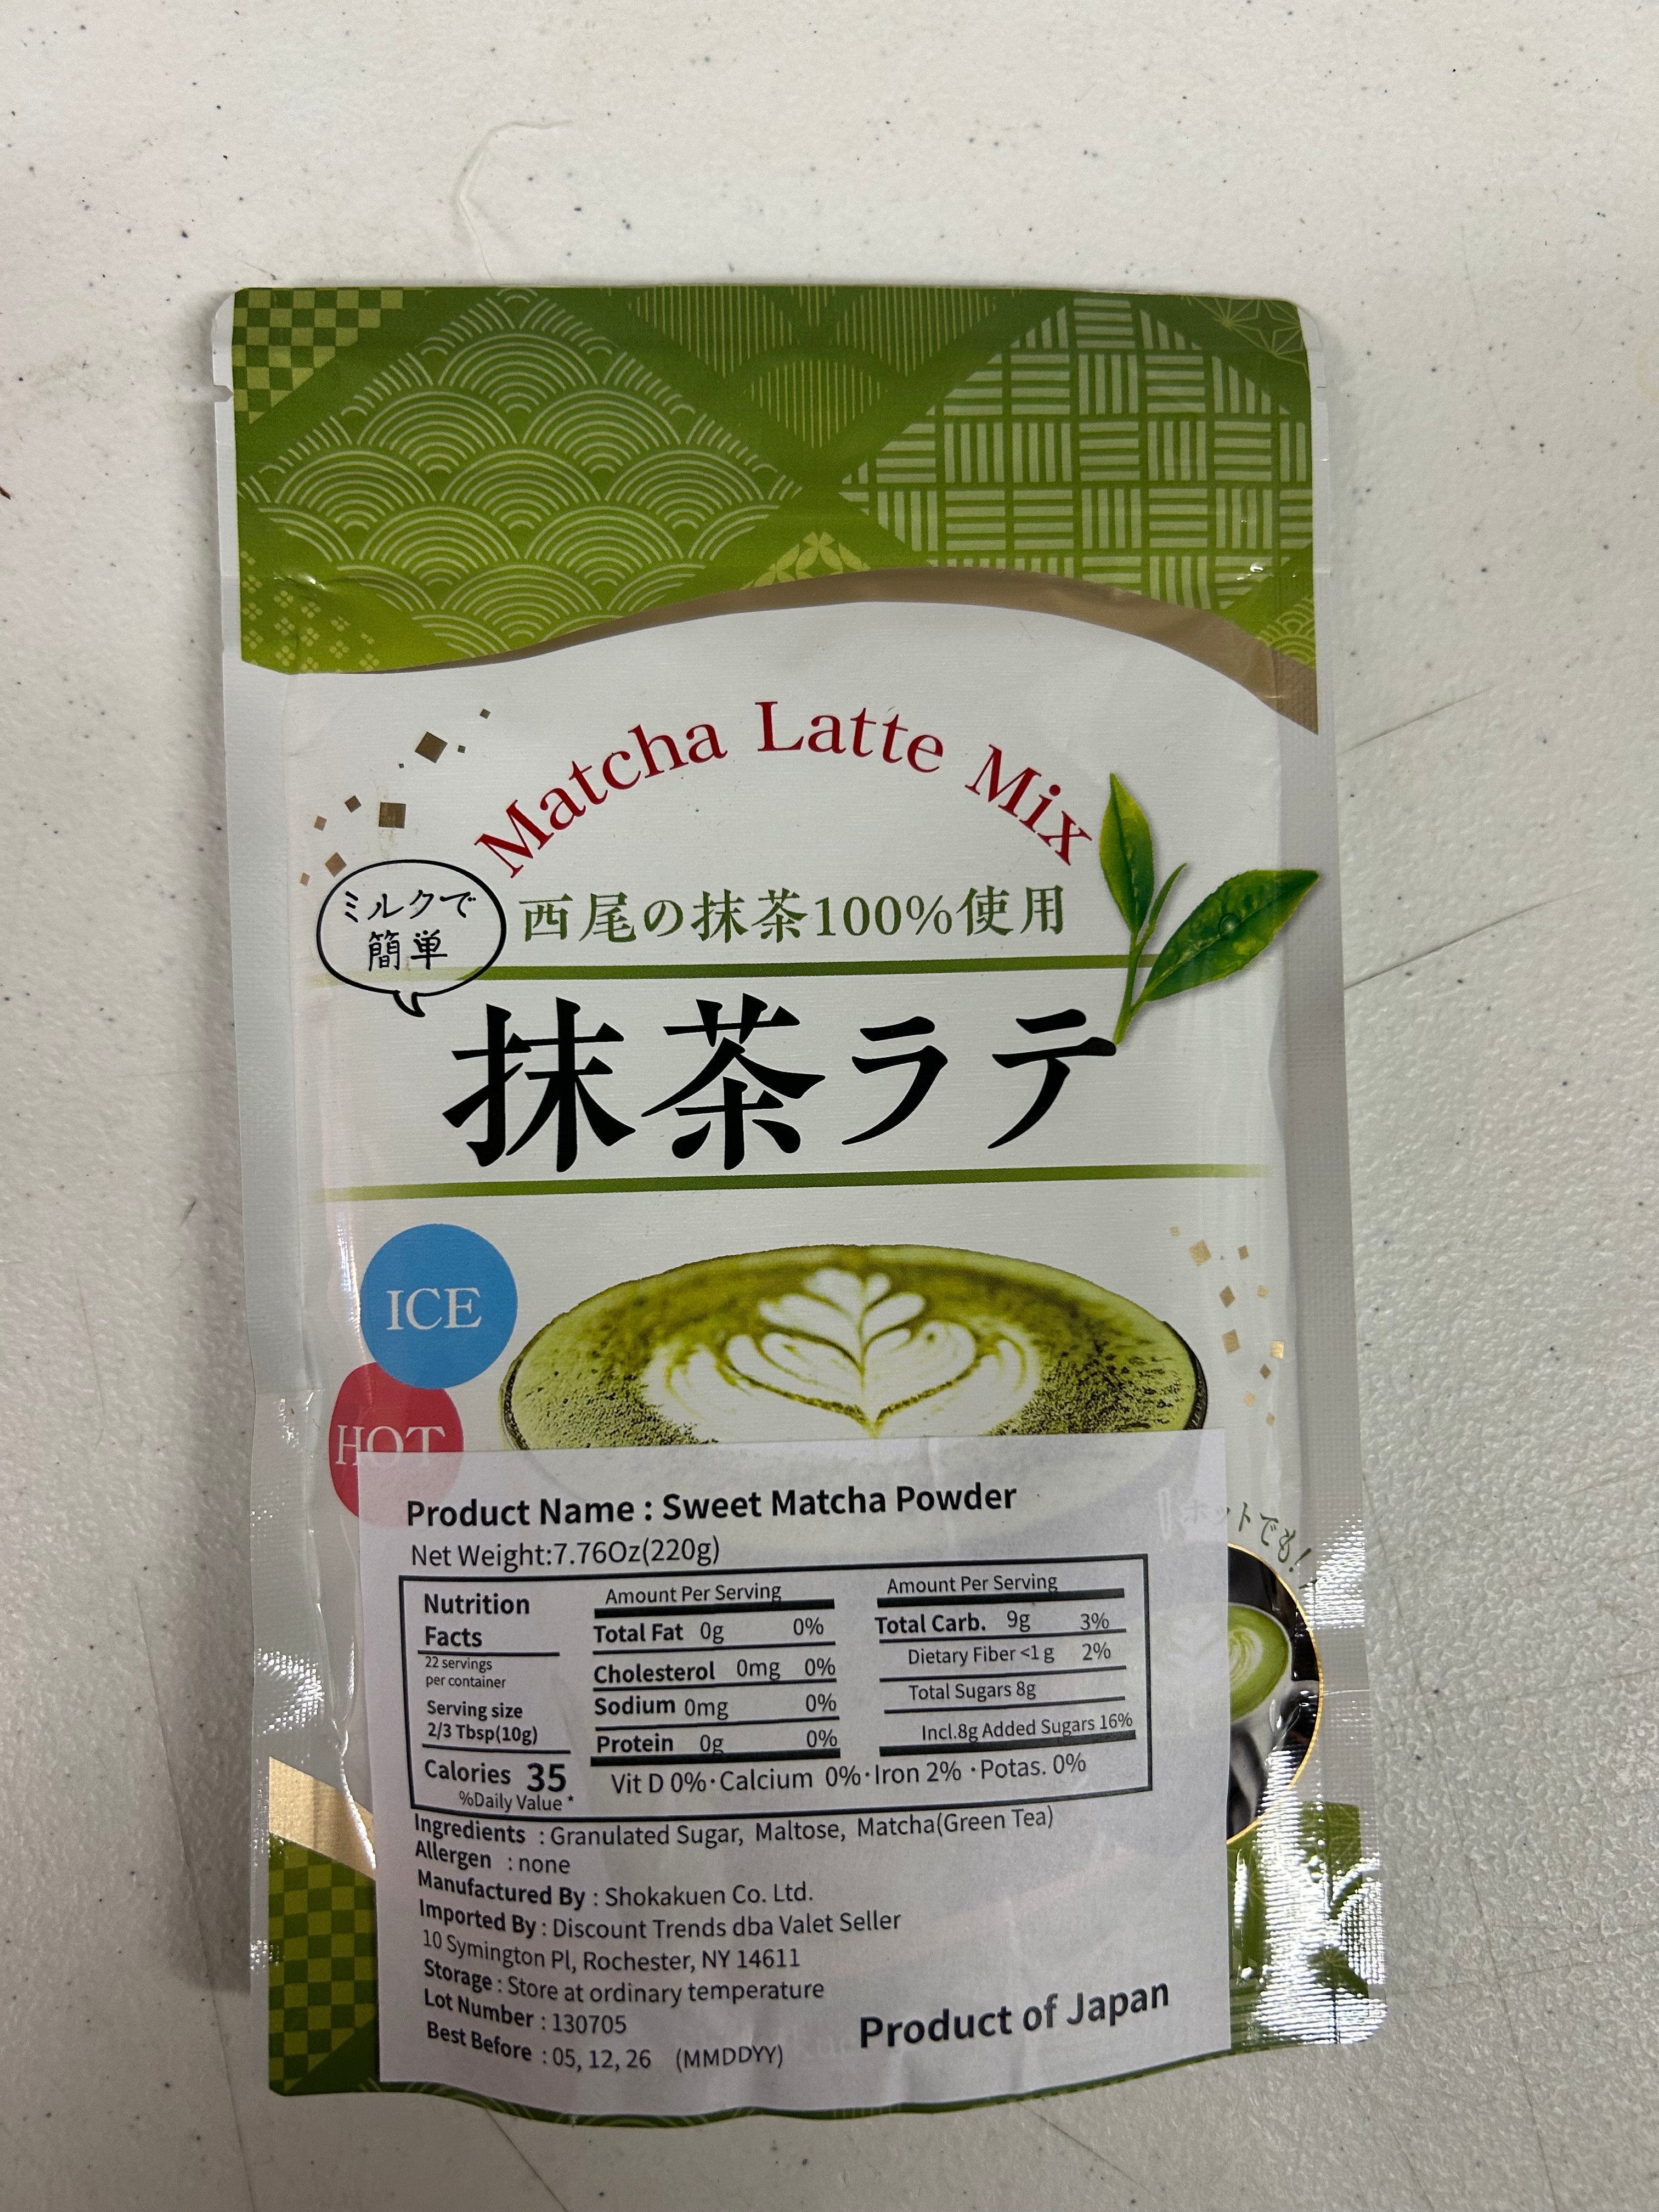 Matcha Latte Mix
ミルクで
簡単
西尾の抹茶100%使用
抹茶ラテ
ICE
HOT
ットでも!
Product Name : Sweet Matcha Powder
Net Weight:7.76Oz(220g)
Nutrition
Facts
22 servings
per container
Serving size
2/3 Tbsp(10g)
Calories 35
%Daily Value *
Amount Per Serving
Total Fat 0g 0%
Cholesterol 0mg 0%
Sodium 0mg 0%
Protein 0g 0%
Amount Per Serving
Total Carb. 9g 3%
Dietary Fiber <1 g 2%
Total Sugars 8g
Incl.8g Added Sugars 16%
Vit D 0%・Calcium 0%・Iron 2% ・Potas. 0%
Ingredients : Granulated Sugar, Maltose, Matcha(Green Tea)
Allergen : none
Manufactured By : Shokakuen Co. Ltd.
Imported By : Discount Trends dba Valet Seller
10 Symington Pl, Rochester, NY 14611
Storage : Store at ordinary temperature
Lot Number : 130705
Best Before : 05, 12, 26 (MMDDYY)
Product of Japan